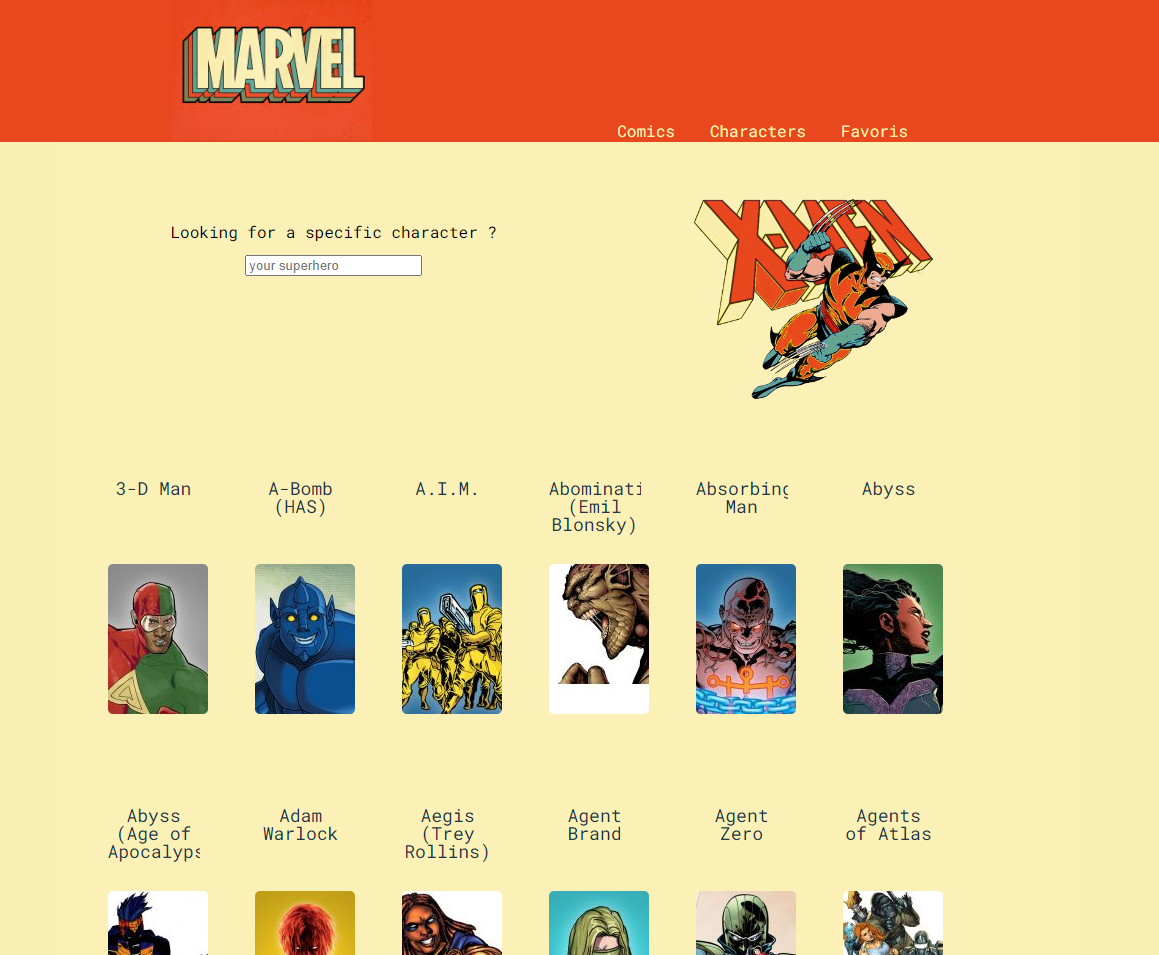 MARVEL
Comics Characters Favoris
Looking for a specific character ?
your superhero
X-MEN
3-D Man
A-Bomb
(HAS)
A.I.M.
Abominati
(Emil
Blonsky)
Absorbing
Man
Abyss
Abyss
(Age of
Apocalyps
Adam
Warlock
Aegis
(Trey
Rollins)
Agent
Brand
Agent
Zero
Agents
of Atlas